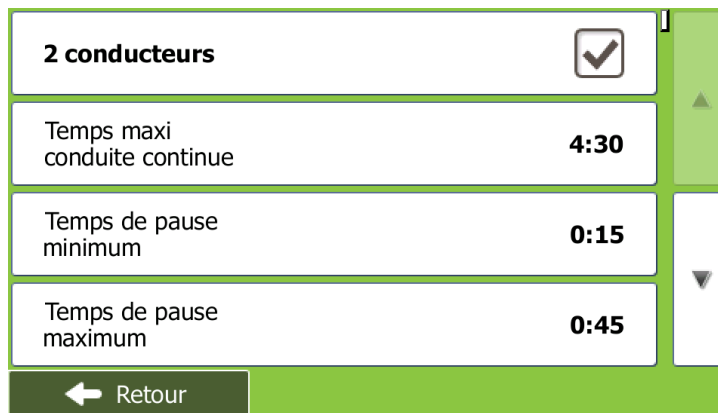 2 conducteurs
Temps maxi
conduite continue
4:30
Temps de pause
minimum
0:15
Temps de pause
maximum
0:45
Retour